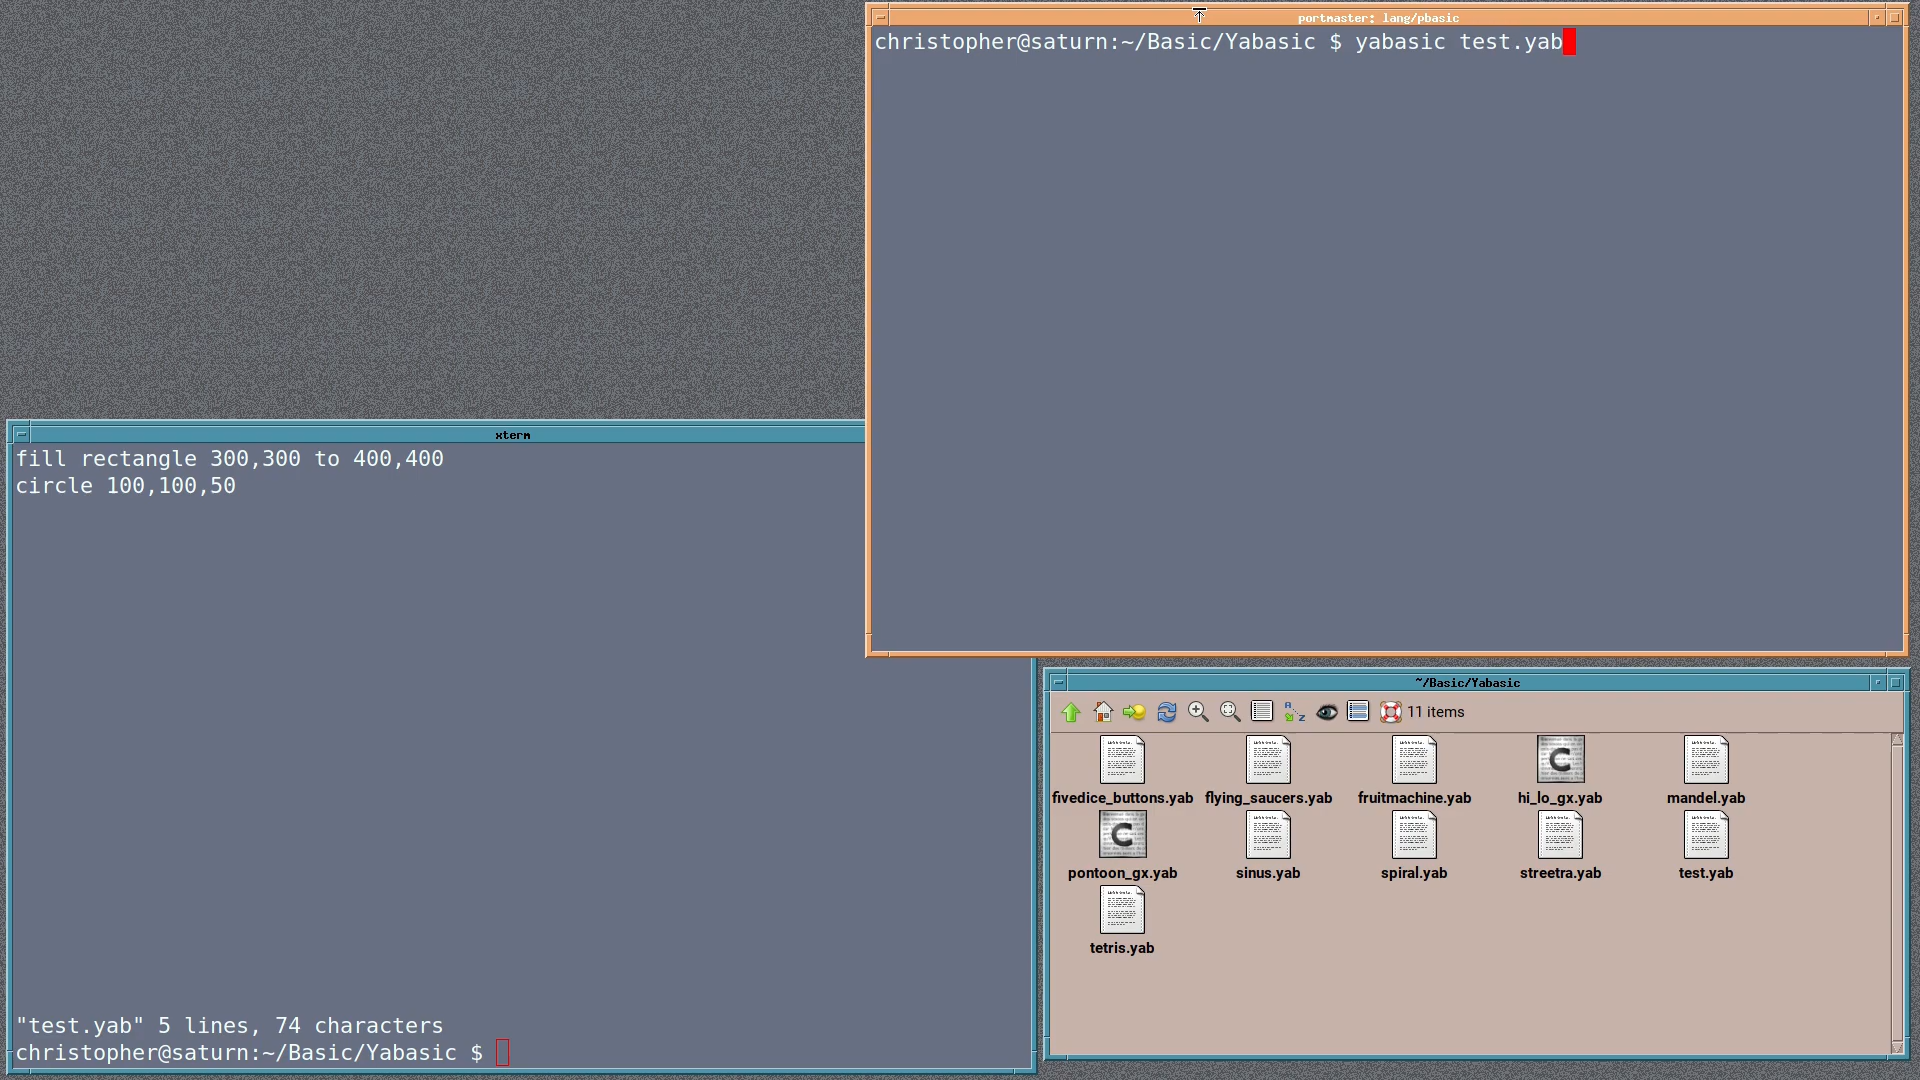 portmaster: lang/pbasic
christopher@saturn:~/Basic/Yabasic $ yabasic test.yab
xterm
fill rectangle 300,300 to 400,400
circle 100,100,50
"test.yab" 5 lines, 74 characters
christopher@saturn:~/Basic/Yabasic $
~/Basic/Yabasic
11 items
fivedice_buttons.yab flying_saucers.yab fruitmachine.yab hi_lo_gx.yab mandel.yab
pontoon_gx.yab sinus.yab spiral.yab streetra.yab test.yab
tetris.yab